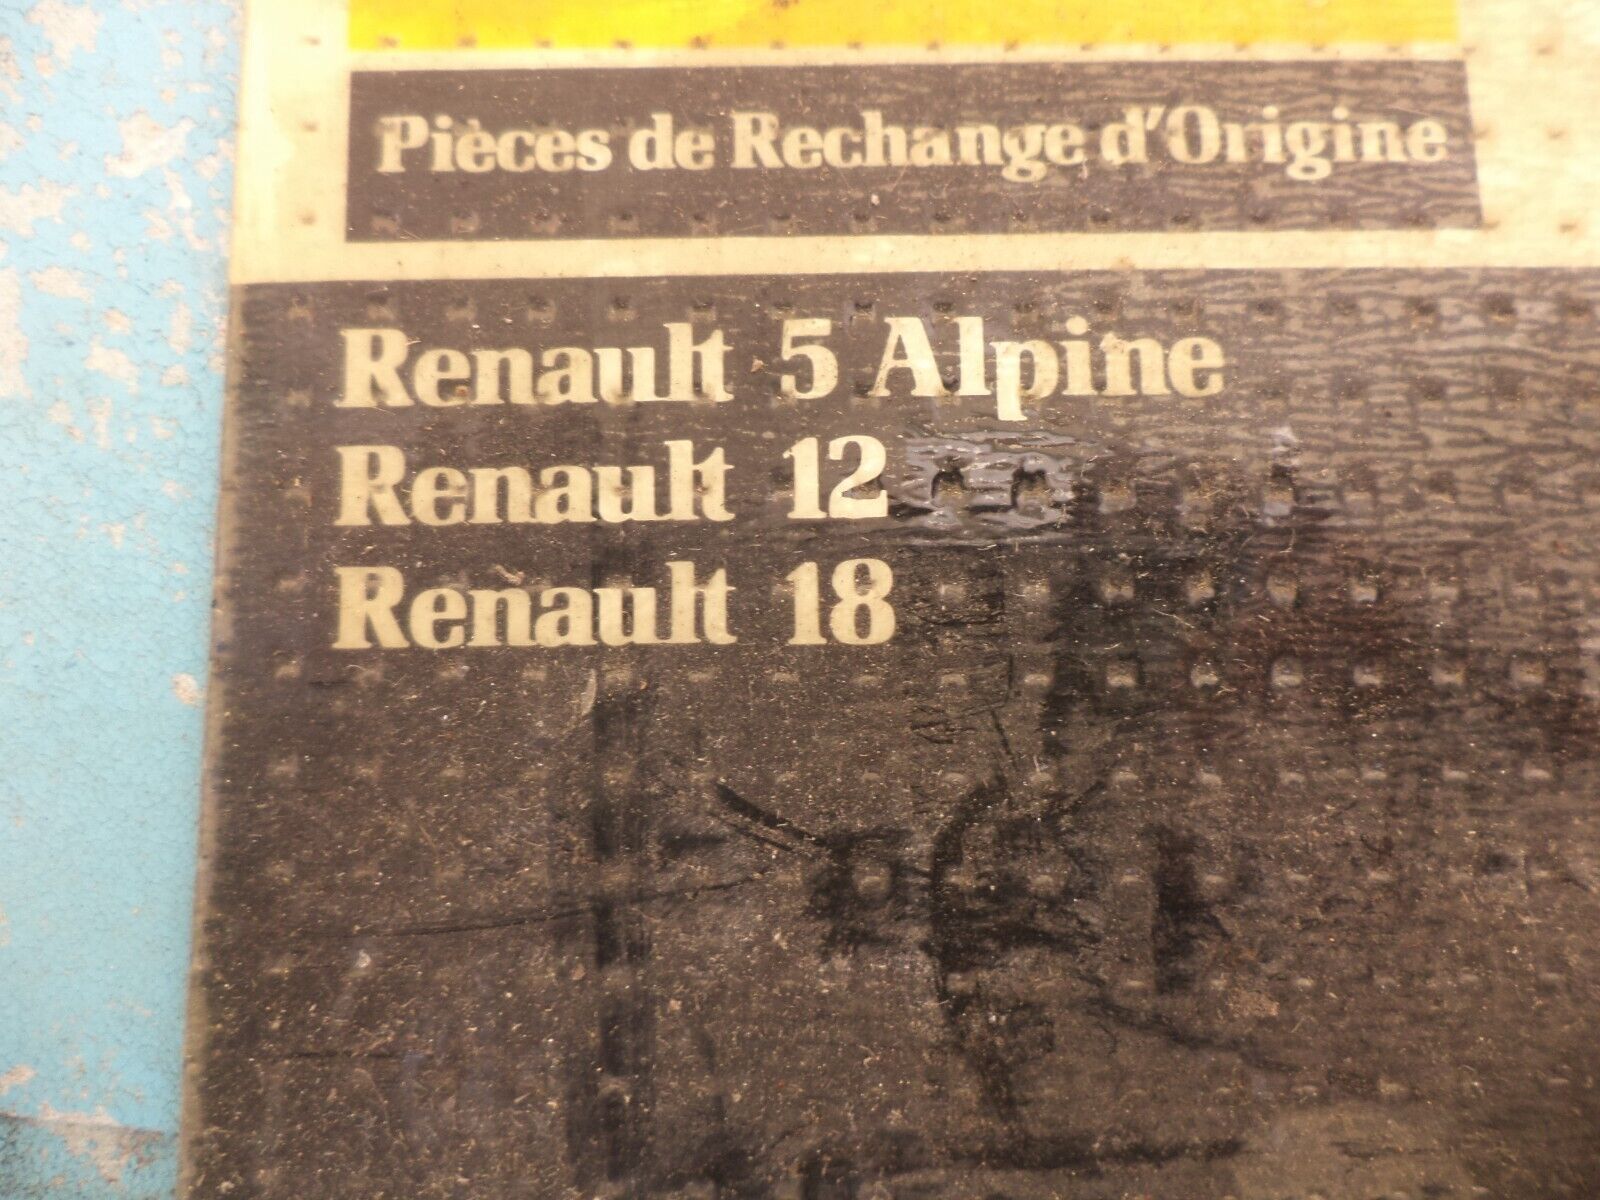 Pièces de Rechange d'Origine
Renault 5 Alpine
Renault 12
Renault 18